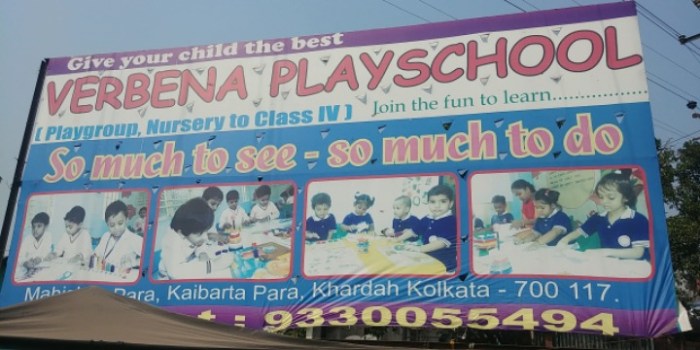 Give your child the best
VERBENA PLAYSCHOOL
( Playgroup, Nursery to Class IV )
Join the fun to learn..................
So much to see - so much to do
Para, Kaibarta Para, Khardah Kolkata - 700 117.
: 9330055494